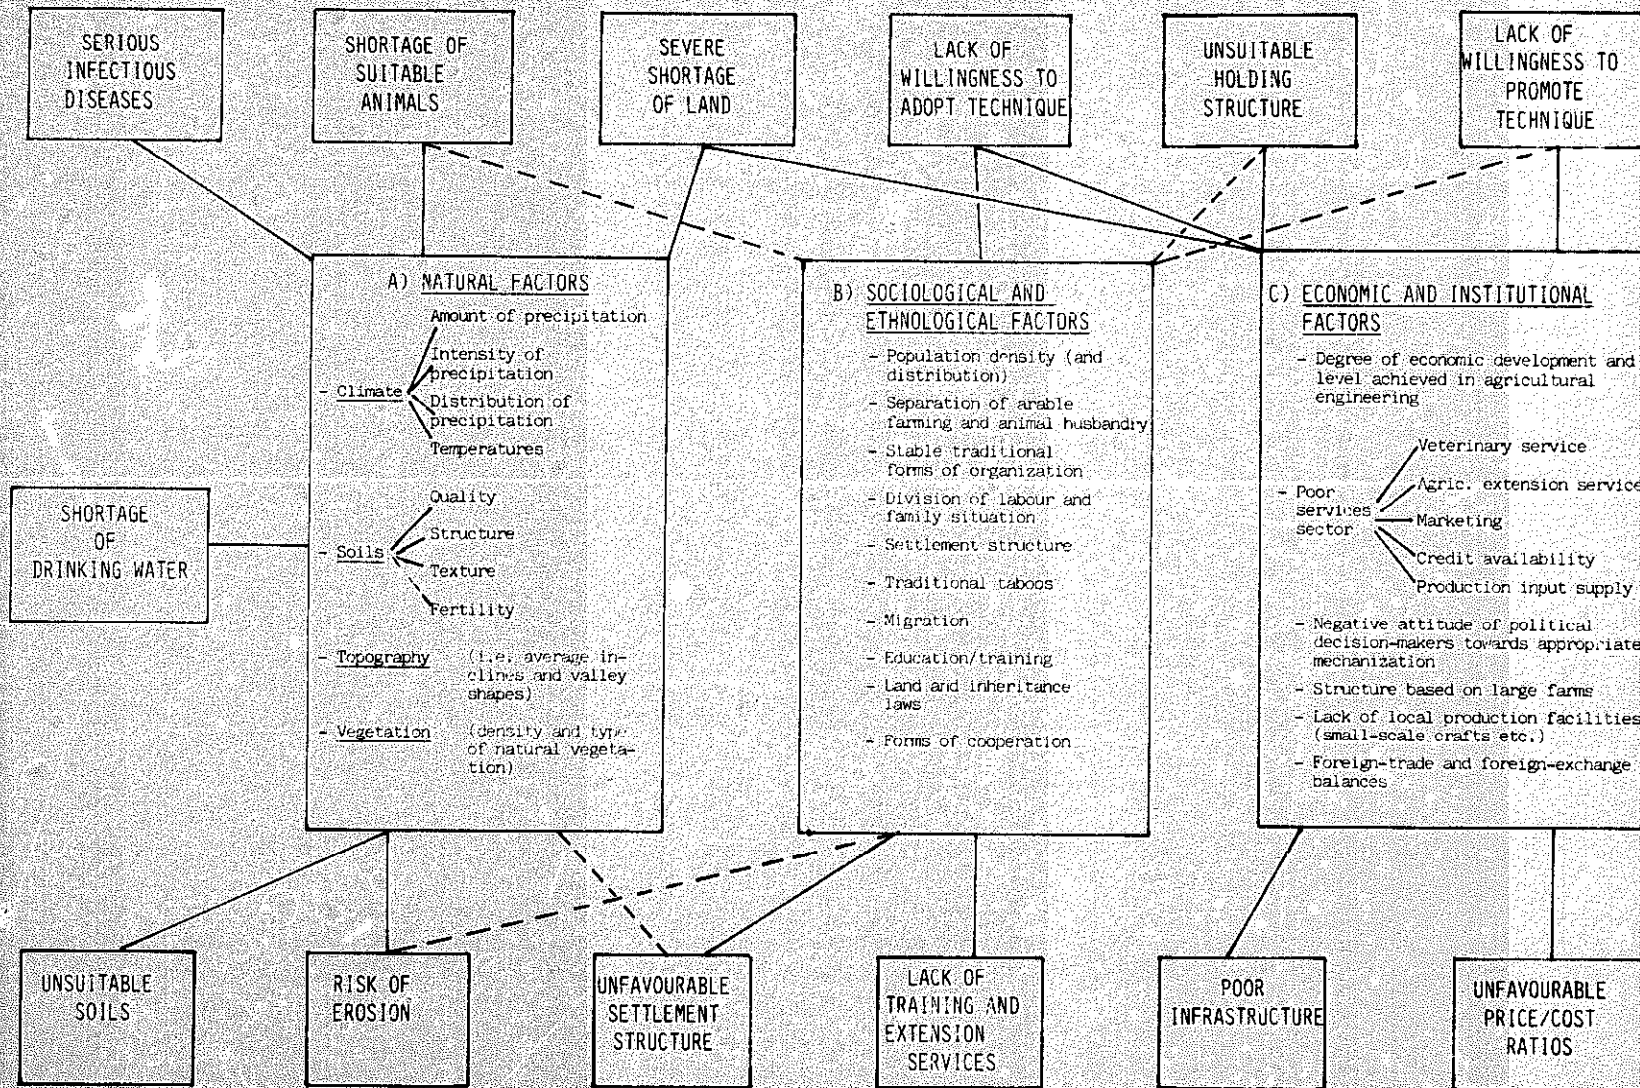 SERIOUS
INFECTIOUS
DISEASES
SHORTAGE OF
SUITABLE
ANIMALS
SEVERE
SHORTAGE
OF LAND
LACK OF
WILLINGNESS TO
ADOPT TECHNIQUE
UNSUITABLE
HOLDING
STRUCTURE
LACK OF
WILLINGNESS TO
PROMOTE
TECHNIQUE
SHORTAGE
OF
DRINKING WATER
A) NATURAL FACTORS
- Climate
Amount of precipitation
Intensity of
precipitation
Distribution of
precipitation
Temperatures
- Soils
Quality
Structure
Texture
Fertility
- Topography (i.e. average in-
clines and valley
shapes)
- Vegetation (density and type
of natural vegeta-
tion)
B) SOCIOLOGICAL AND
ETHNOLOGICAL FACTORS
- Population density (and
distribution)
- Separation of arable
farming and animal husbandry
- Stable traditional
forms of organization
- Division of labour and
family situation
- Settlement structure
- Traditional taboos
- Migration
- Education/training
- Land and inheritance
laws
- Forms of cooperation
C) ECONOMIC AND INSTITUTIONAL
FACTORS
- Degree of economic development and
level achieved in agricultural
engineering
- Poor
services
sector
Veterinary service
Agric. extension service
Marketing
Credit availability
Production input supply
- Negative attitude of political
decision-makers towards appropriate
mechanization
- Structure based on large farms
- Lack of local production facilities
(small-scale crafts etc.)
- Foreign-trade and foreign-exchange
balances
UNSUITABLE
SOILS
RISK OF
EROSION
UNFAVOURABLE
SETTLEMENT
STRUCTURE
LACK OF
TRAINING AND
EXTENSION
SERVICES
POOR
INFRASTRUCTURE
UNFAVOURABLE
PRICE/COST
RATIOS